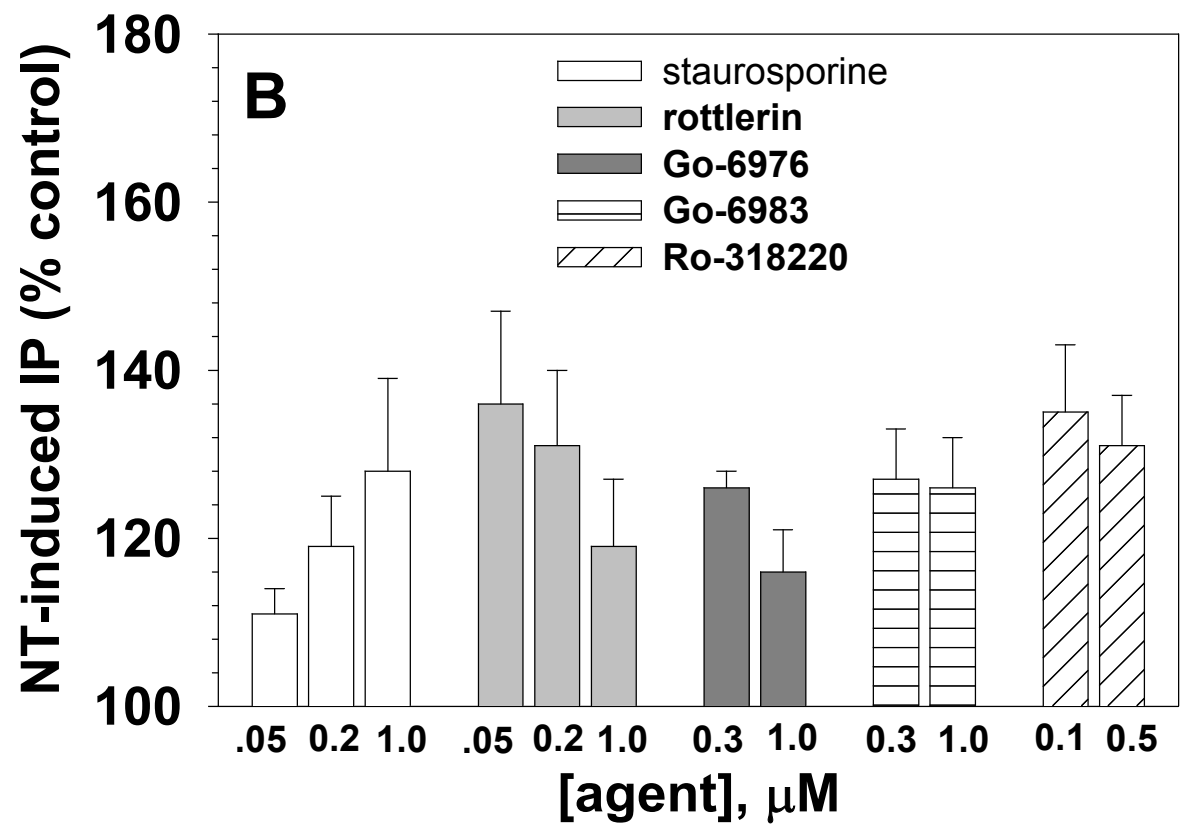 NT-induced IP (% control)
180
160
140
120
100
B
staurosporine
rottlerin
Go-6976
Go-6983
Ro-318220
.05 0.2 1.0 .05 0.2 1.0 0.3 1.0 0.3 1.0 0.1 0.5
[agent], μM